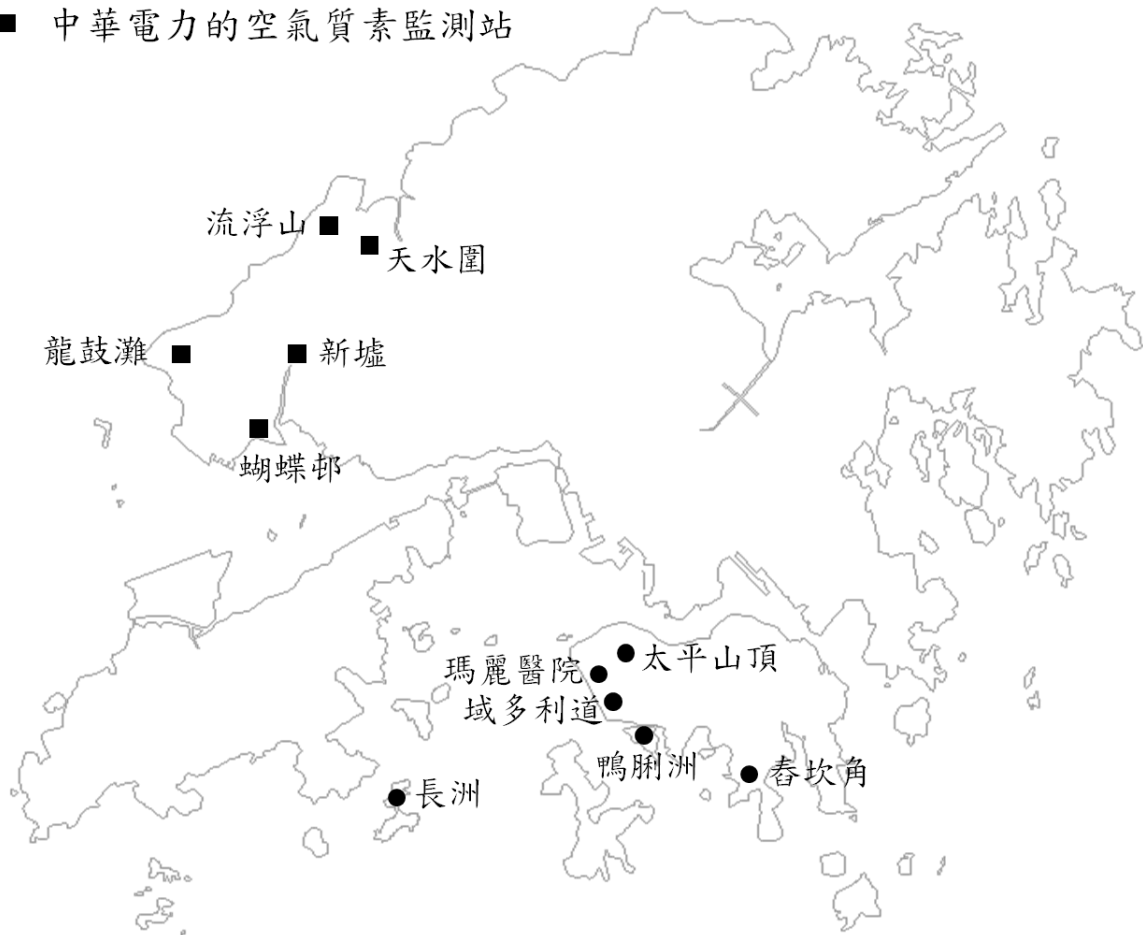 中華電力的空氣質素監測站
流浮山
天水圍
龍鼓灘
新墟
蝴蝶邨
太平山頂
瑪麗醫院
域多利道
鴨脷洲
舂坎角
長洲